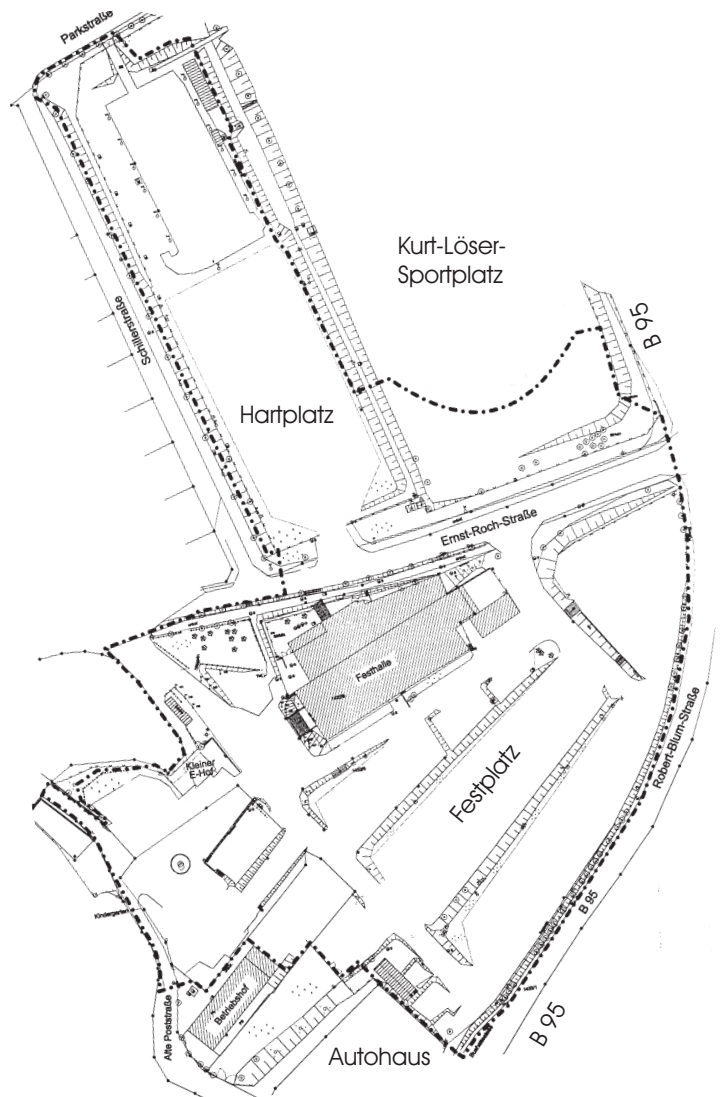 Parkstraße
Kurt-Löser-
Sportplatz
B 95
Schillerstraße
Hartplatz
Ernst-Roch-Straße
Festhalle
Kleiner
E-Hof
Festplatz
Robert-Blum-Straße
Kindergarten
B 95
Betriebshof
Alte Poststraße
Autohaus
B 95